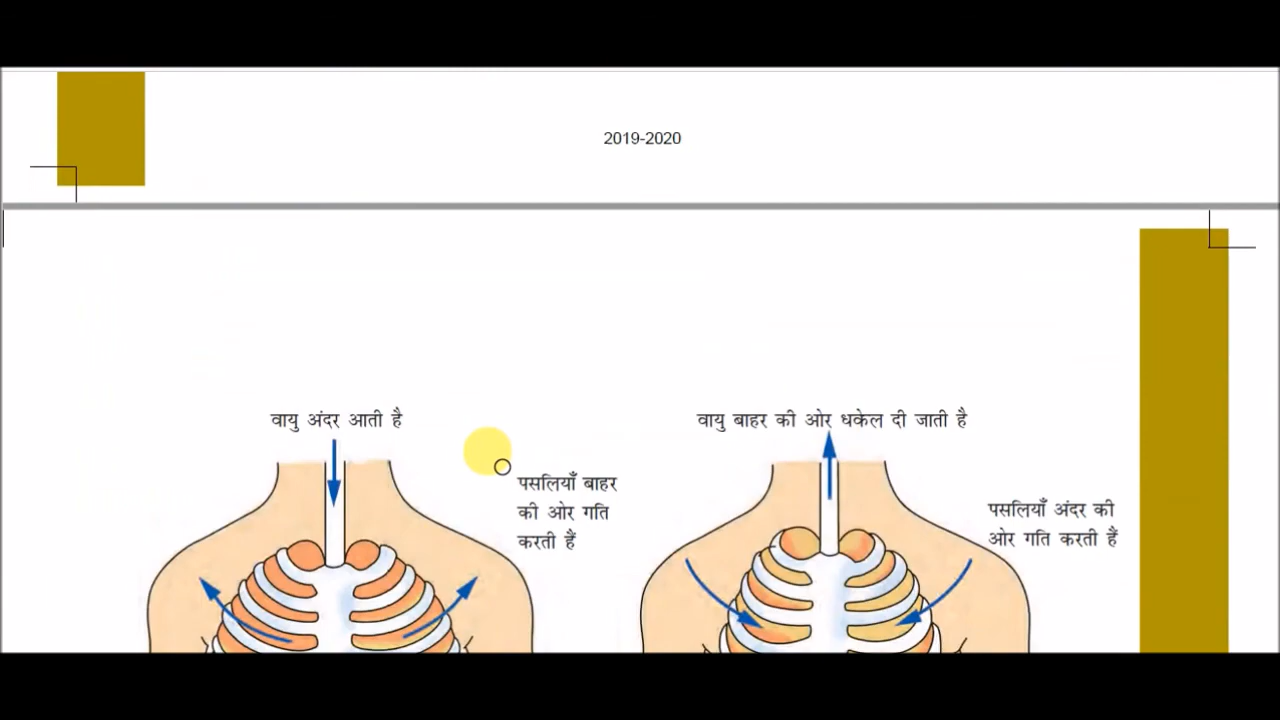 2019-2020
वायु अंदर आती है
वायु बाहर की ओर धकेल दी जाती है
पसलियाँ बाहर
की ओर गति
करती हैं
पसलियाँ अंदर की
ओर गति करती हैं